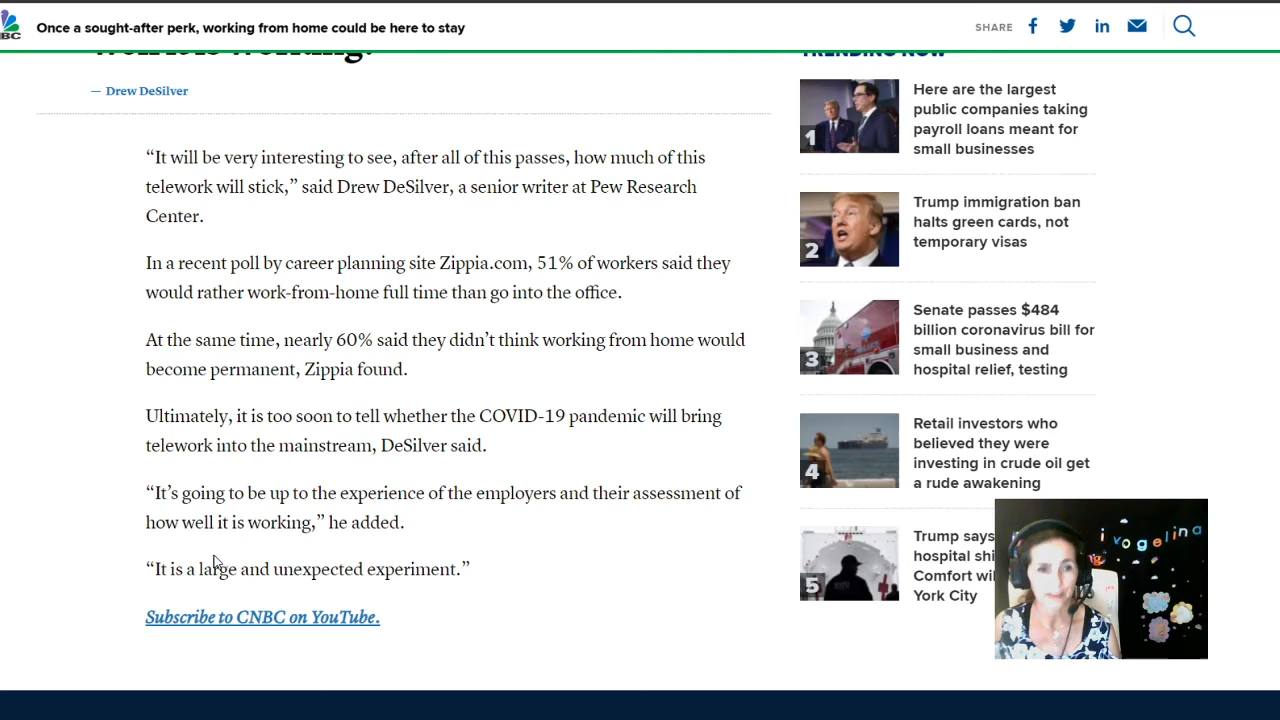 BC
Once a sought-after perk, working from home could be here to stay
SHARE
— Drew DeSilver
“It will be very interesting to see, after all of this passes, how much of this
telework will stick,” said Drew DeSilver, a senior writer at Pew Research
Center.
In a recent poll by career planning site Zippia.com, 51% of workers said they
would rather work-from-home full time than go into the office.
At the same time, nearly 60% said they didn’t think working from home would
become permanent, Zippia found.
Ultimately, it is too soon to tell whether the COVID-19 pandemic will bring
telework into the mainstream, DeSilver said.
“It’s going to be up to the experience of the employers and their assessment of
how well it is working,” he added.
“It is a large and unexpected experiment.”
Subscribe to CNBC on YouTube.
TRENDING NOW
1
Here are the largest
public companies taking
payroll loans meant for
small businesses
2
Trump immigration ban
halts green cards, not
temporary visas
3
Senate passes $484
billion coronavirus bill for
small business and
hospital relief, testing
4
Retail investors who
believed they were
investing in crude oil get
a rude awakening
5
Trump says
hospital shi
Comfort wil
York City
ivogelina